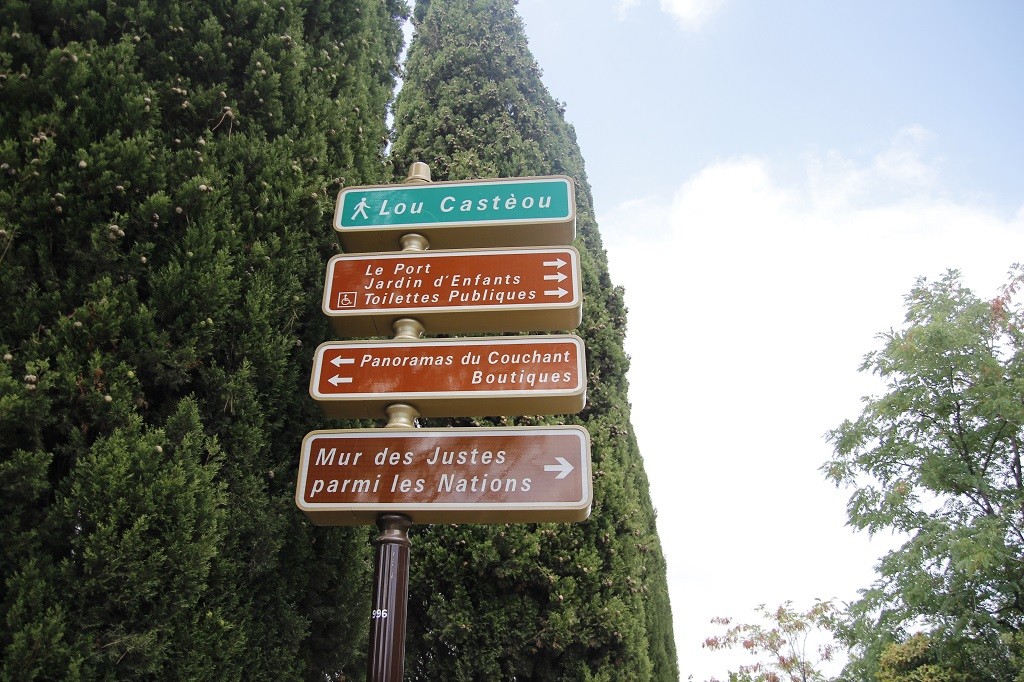 Lou Castèou
Le Port
Jardin d'Enfants
Toilettes Publiques
Panoramas du Couchant
Boutiques
Mur des Justes
parmi les Nations
996